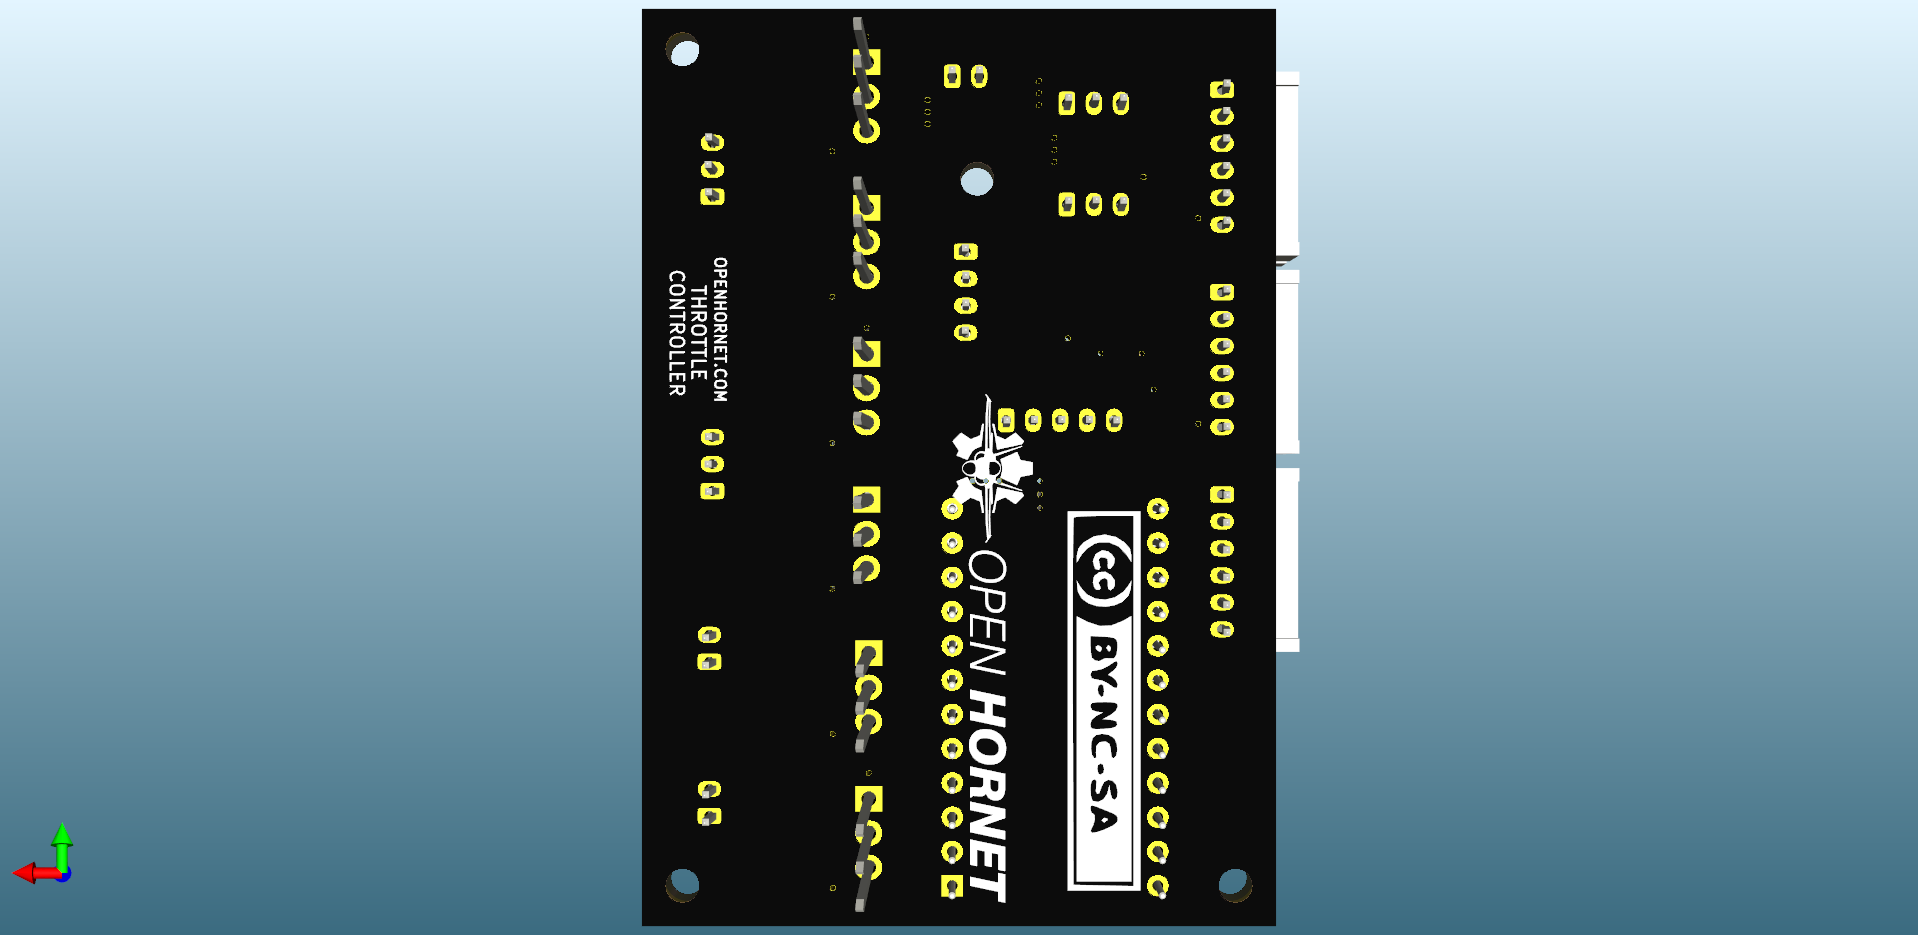 OPENHORNET.COM
THROTTLE
CONTROLLER
OPEN HORNET
cc
BY-NC-SA